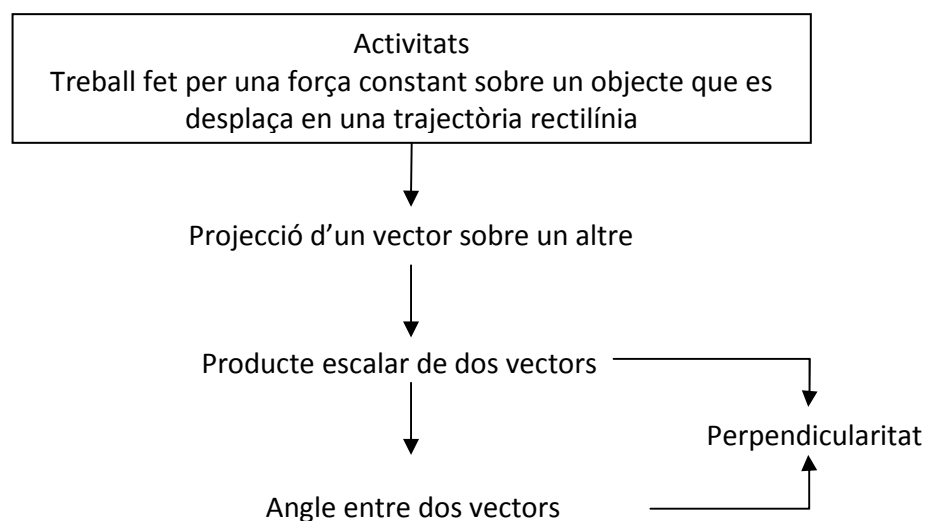 Activitats
Treball fet per una força constant sobre un objecte que es
desplaça en una trajectòria rectilínia
Projecció d’un vector sobre un altre
Producte escalar de dos vectors
Perpendicularitat
Angle entre dos vectors